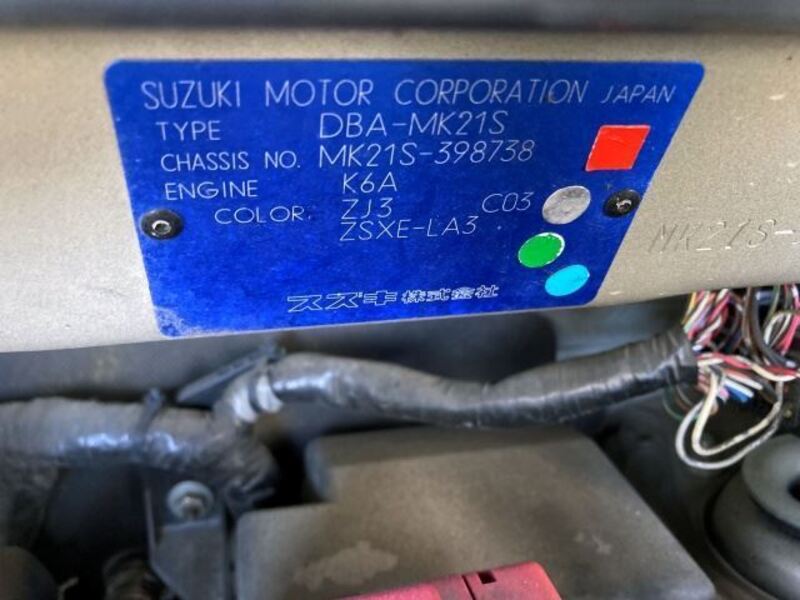 SUZUKI MOTOR CORPORATION JAPAN
TYPE DBA-MK21S
CHASSIS NO. MK21S-398738
ENGINE K6A
COLOR. ZJ3 C03
ZSXE-LA3
スズキ株式会社
MK21S-